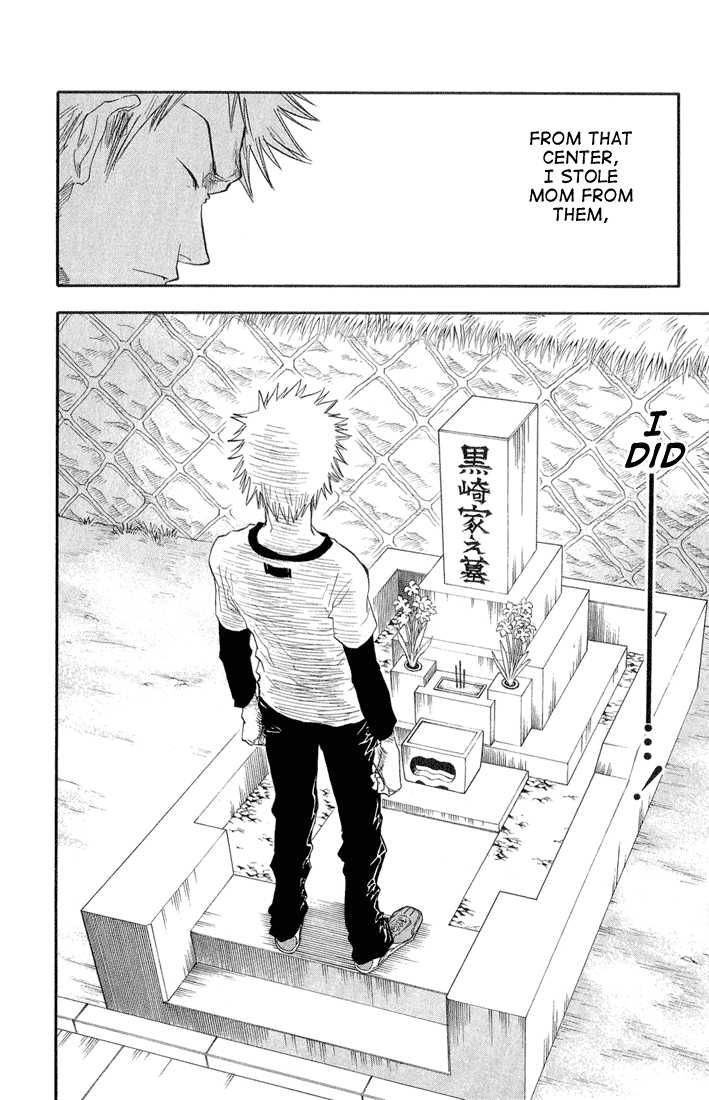 FROM THAT
CENTER,
I STOLE
MOM FROM
THEM,
I
DID—...!
黒崎家之墓